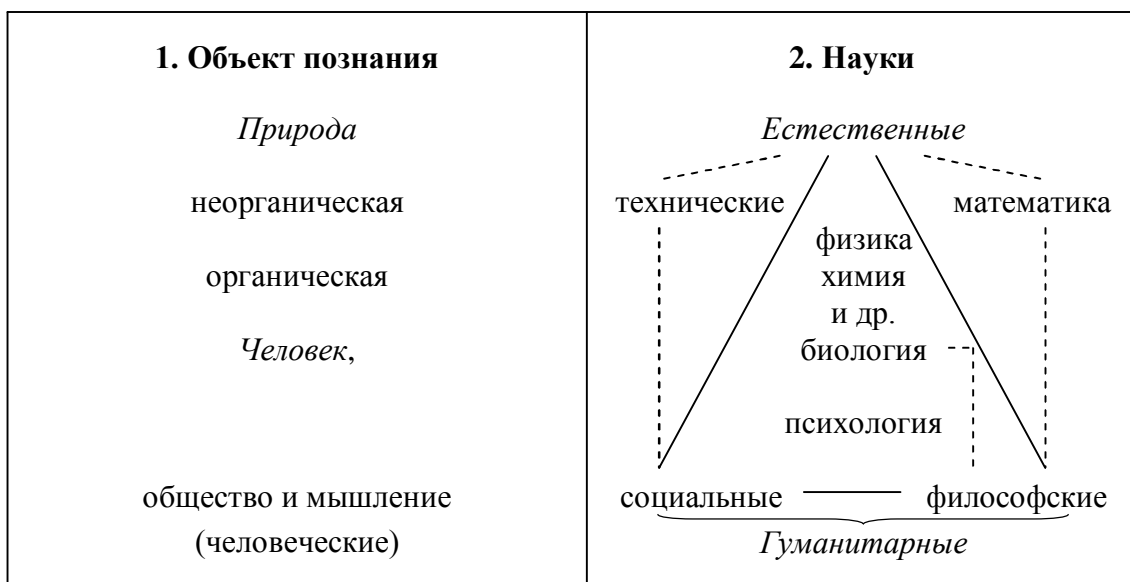 1. Объект познания
Природа
неорганическая
органическая
Человек,
общество и мышление
(человеческие)
2. Науки
Естественные
технические
математика
физика
химия
и др.
биология
психология
социальные
философские
Гуманитарные